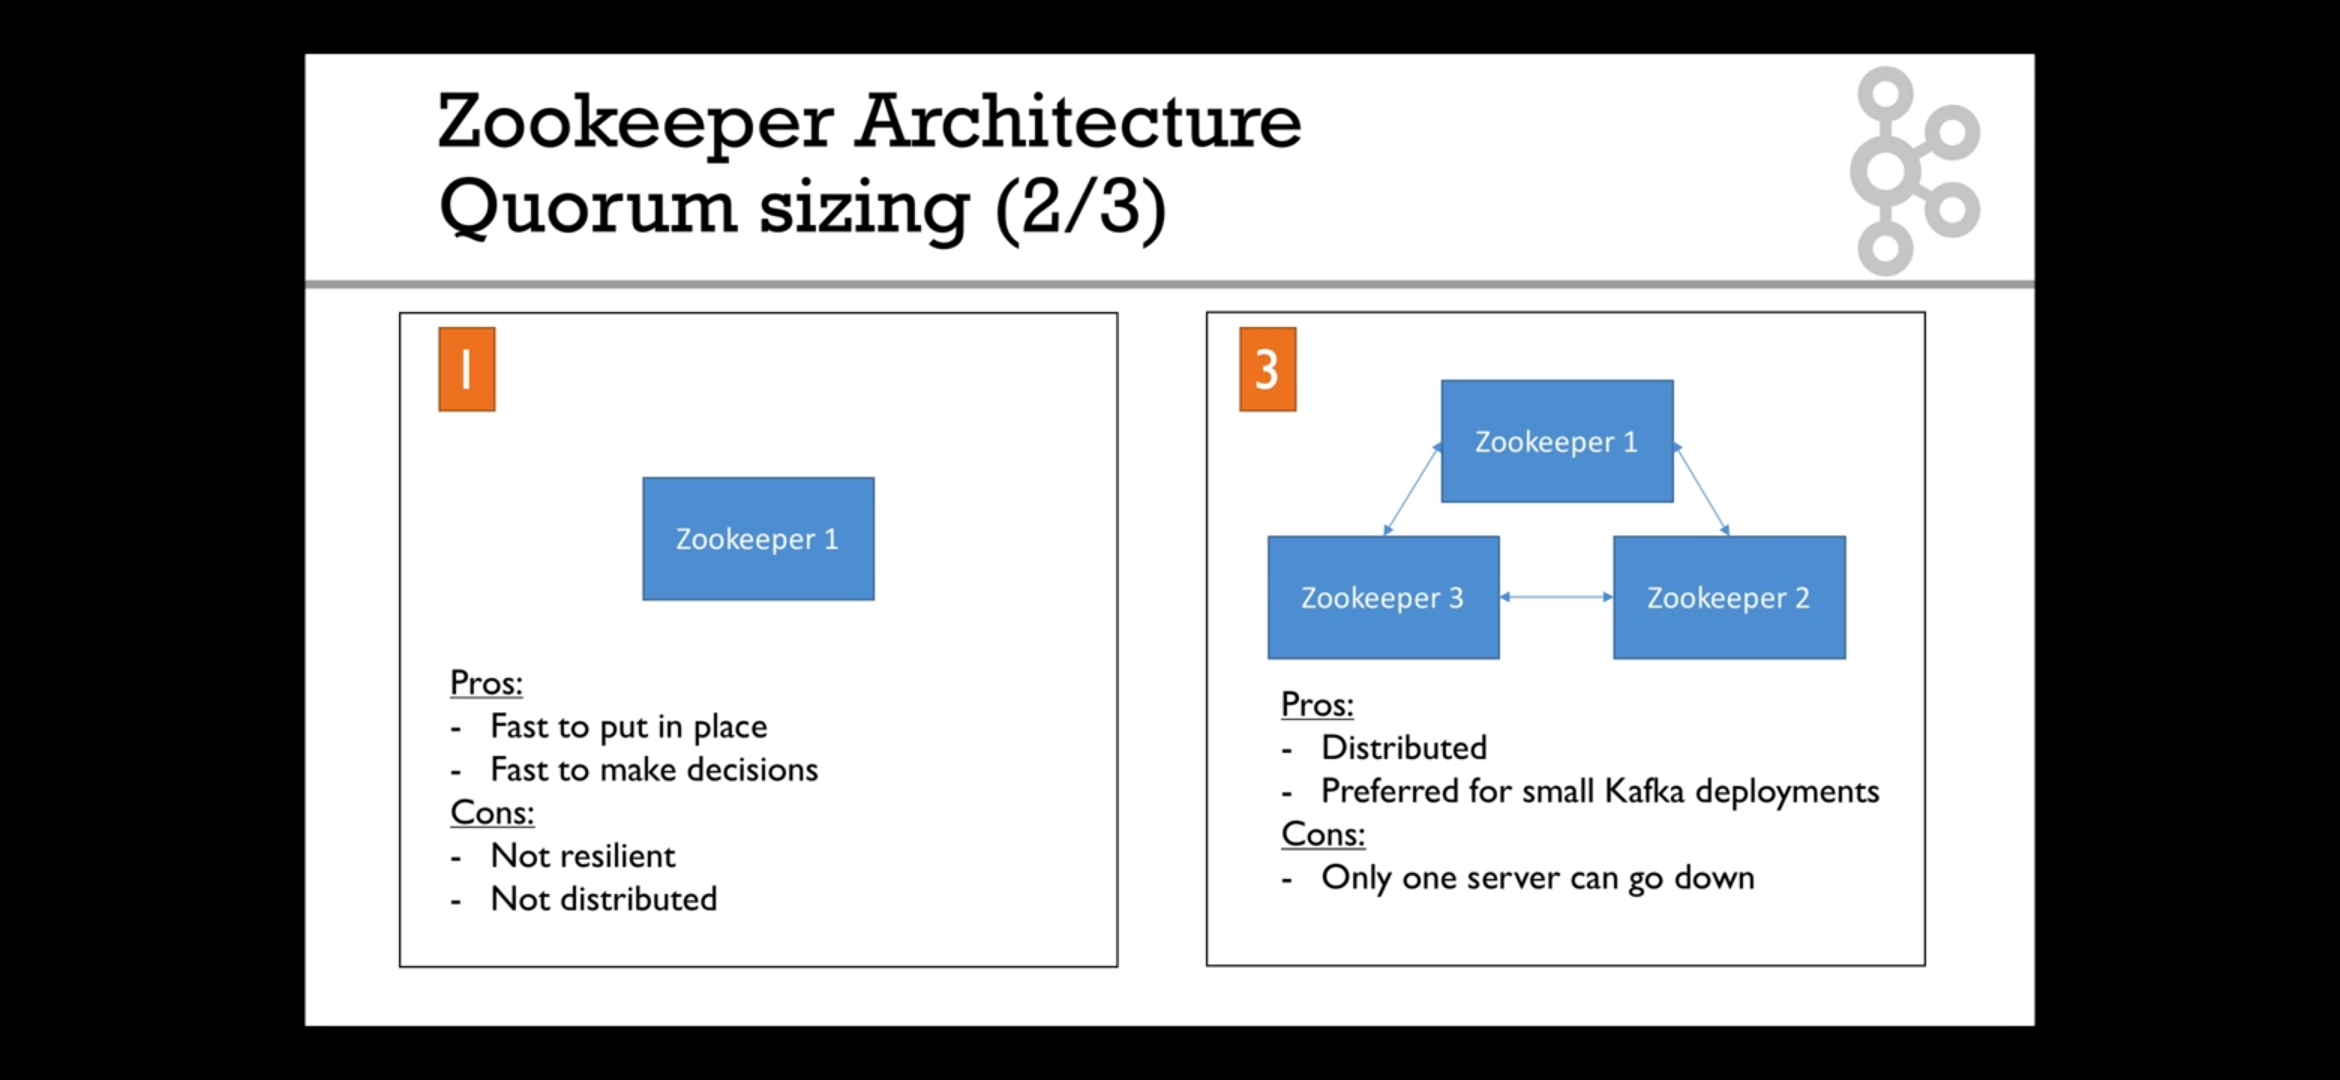 Zookeeper Architecture
Quorum sizing (2/3)
1
Zookeeper 1
Pros:
- Fast to put in place
- Fast to make decisions
Cons:
- Not resilient
- Not distributed
3
Zookeeper 1
Zookeeper 3
Zookeeper 2
Pros:
- Distributed
- Preferred for small Kafka deployments
Cons:
- Only one server can go down